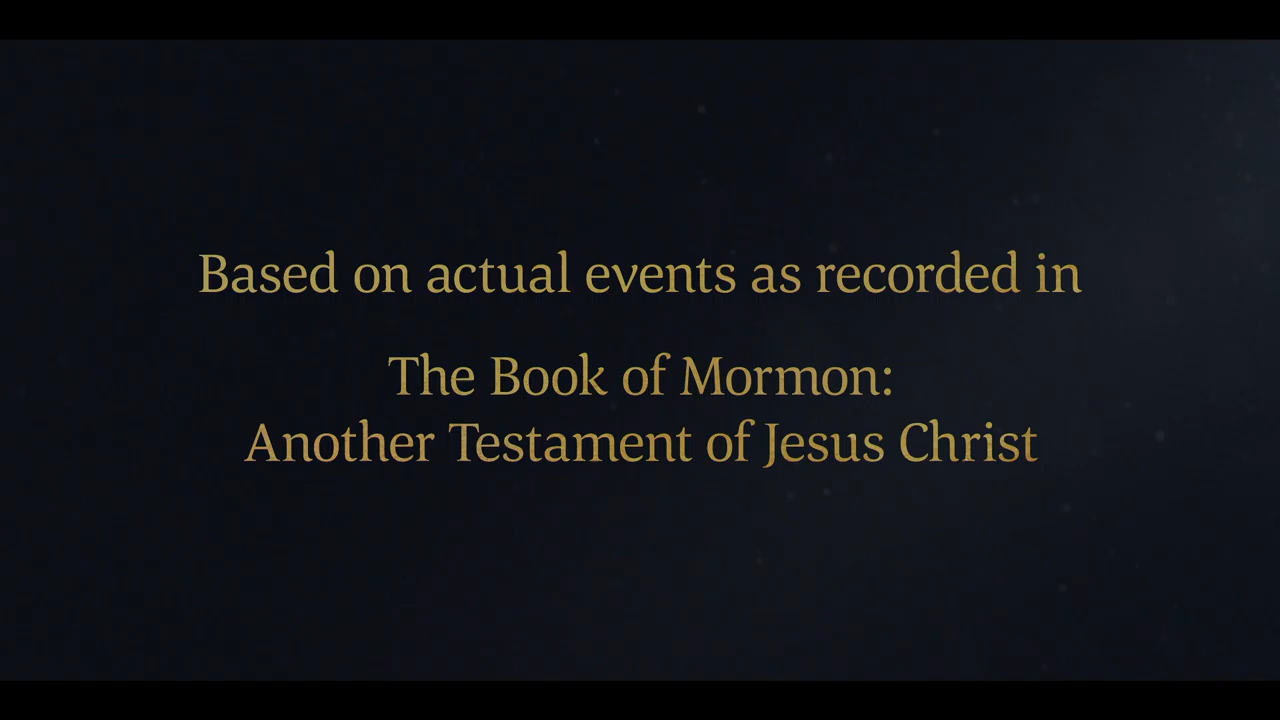 Based on actual events as recorded in
The Book of Mormon:
Another Testament of Jesus Christ